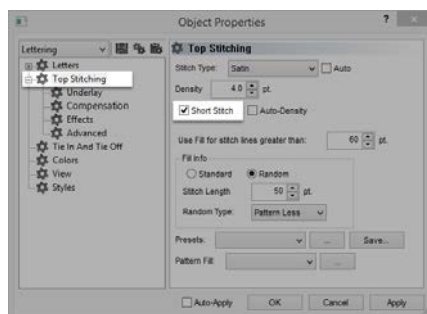 Object Properties
?
Lettering
Letters
Top Stitching
Underlay
Compensation
Effects
Advanced
Tie In And Tie Off
Colors
View
Styles
Top Stitching
Stitch Type: Satin Auto
Density 4.0 pt.
Short Stitch Auto-Density
Use Fill for stitch lines greater than: 60 pt.
Fill info
Standard Random
Stitch Length 50 pt.
Random Type: Pattern Less
Presets: ... Save...
Pattern Fill: ...
Auto-Apply OK Cancel Apply